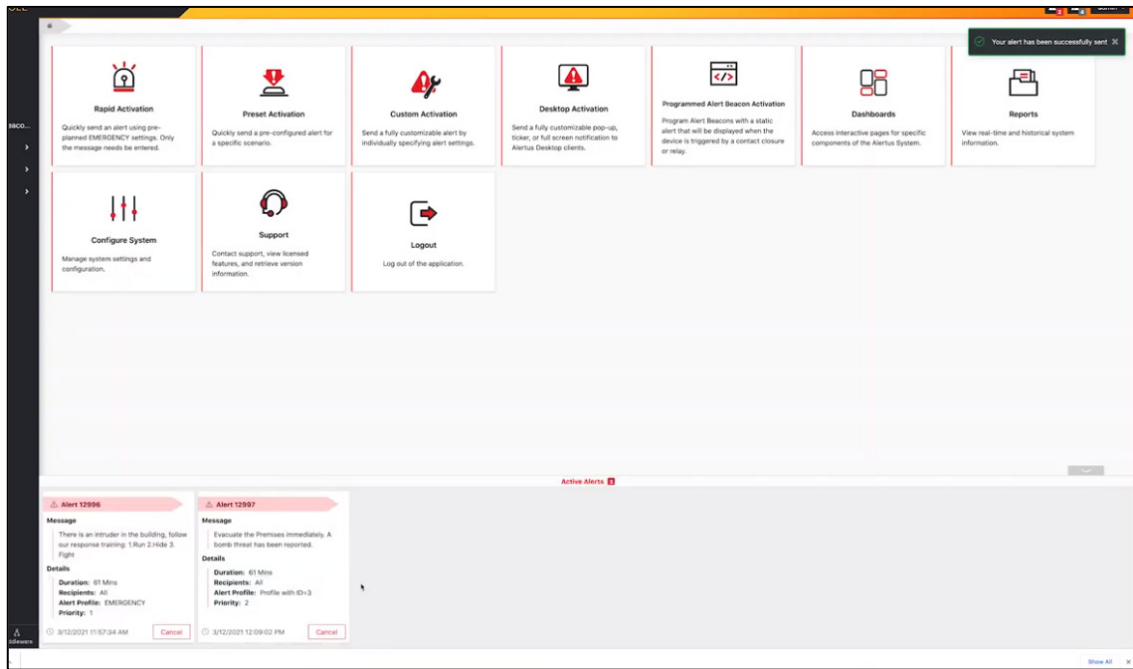 Your alert has been successfully sent
Rapid Activation
Quickly send an alert using pre-
planned EMERGENCY settings. Only
the message needs be entered.
Preset Activation
Quickly send a pre-configured alert for
a specific scenario.
Custom Activation
Send a fully customizable alert by
individually specifying alert settings.
Desktop Activation
Send a fully customizable pop-up,
ticker, or full screen notification to
Alertus Desktop clients.
Programmed Alert Beacon Activation
Program Alert Beacons with a static
alert that will be displayed when the
device is triggered by a contact closure
or relay.
Dashboards
Access interactive pages for specific
components of the Alertus System.
Reports
View real-time and historical system
information.
Configure System
Manage system settings and
configuration.
Support
Contact support, view licensed
features, and retrieve version
information.
Logout
Log out of the application.
Active Alerts
Alert 12996
Message
There is an intruder in the building, follow
our response training: 1.Run 2.Hide 3.
Fight
Details
Duration: 61 Mins
Recipients: All
Alert Profile: EMERGENCY
Priority: 1
3/12/2021 11:57:34 AM
Cancel
Alert 12997
Message
Evacuate the Premises immediately. A
bomb threat has been reported.
Details
Duration: 61 Mins
Recipients: All
Alert Profile: Profile with ID=3
Priority: 2
3/12/2021 12:09:02 PM
Cancel
Show All